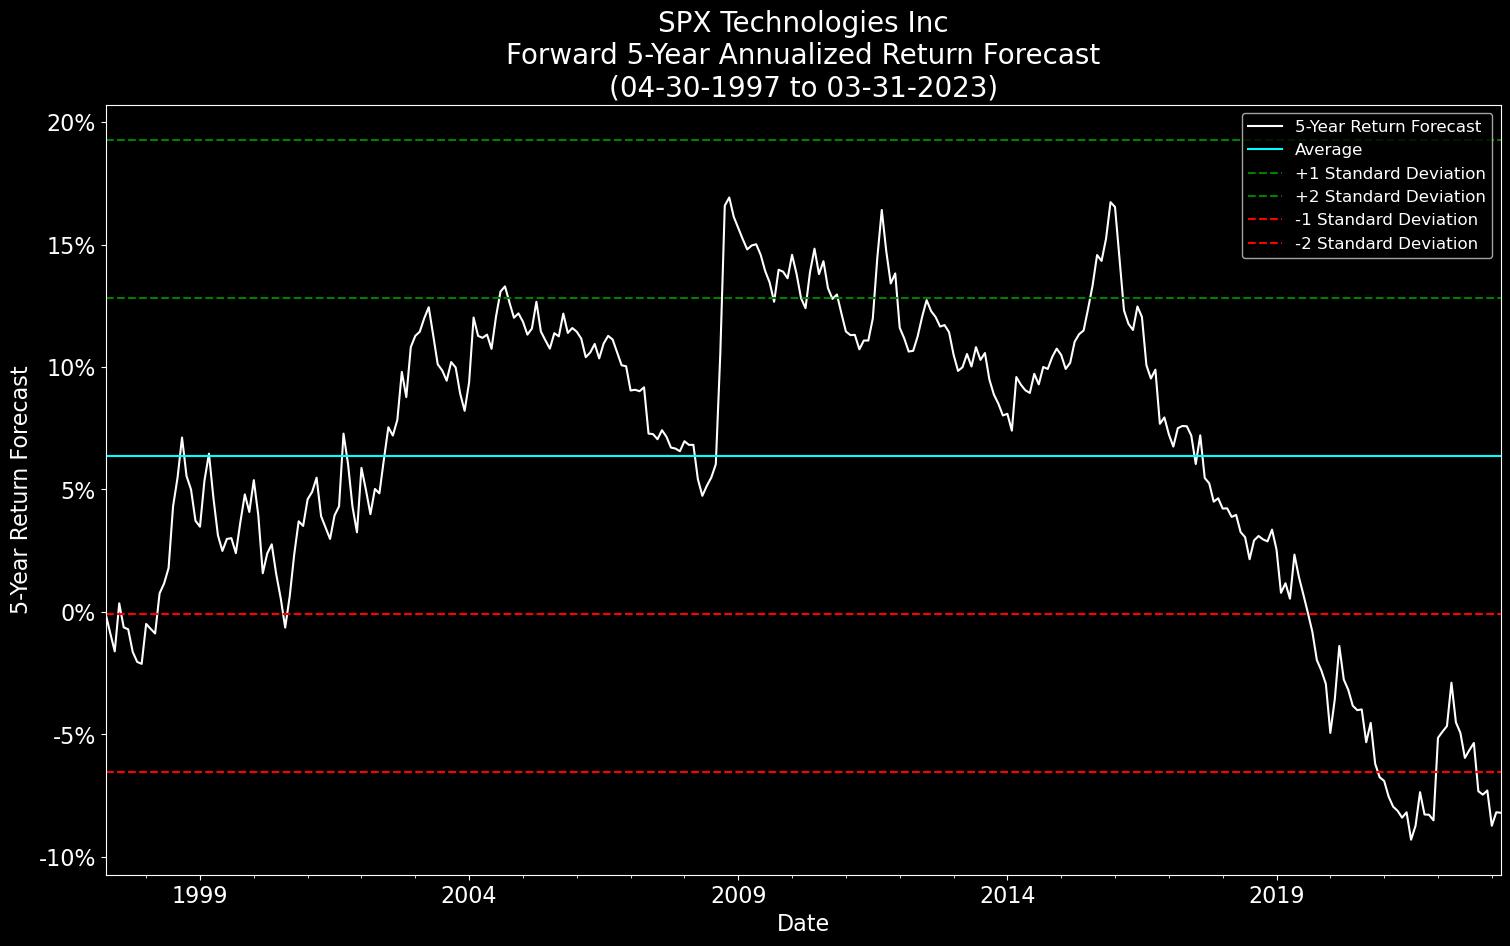 SPX Technologies Inc
Forward 5-Year Annualized Return Forecast
(04-30-1997 to 03-31-2023)
5-Year Return Forecast
Average
+1 Standard Deviation
+2 Standard Deviation
-1 Standard Deviation
-2 Standard Deviation
20%
15%
10%
5%
0%
-5%
-10%
5-Year Return Forecast
1999
2004
2009
2014
2019
Date